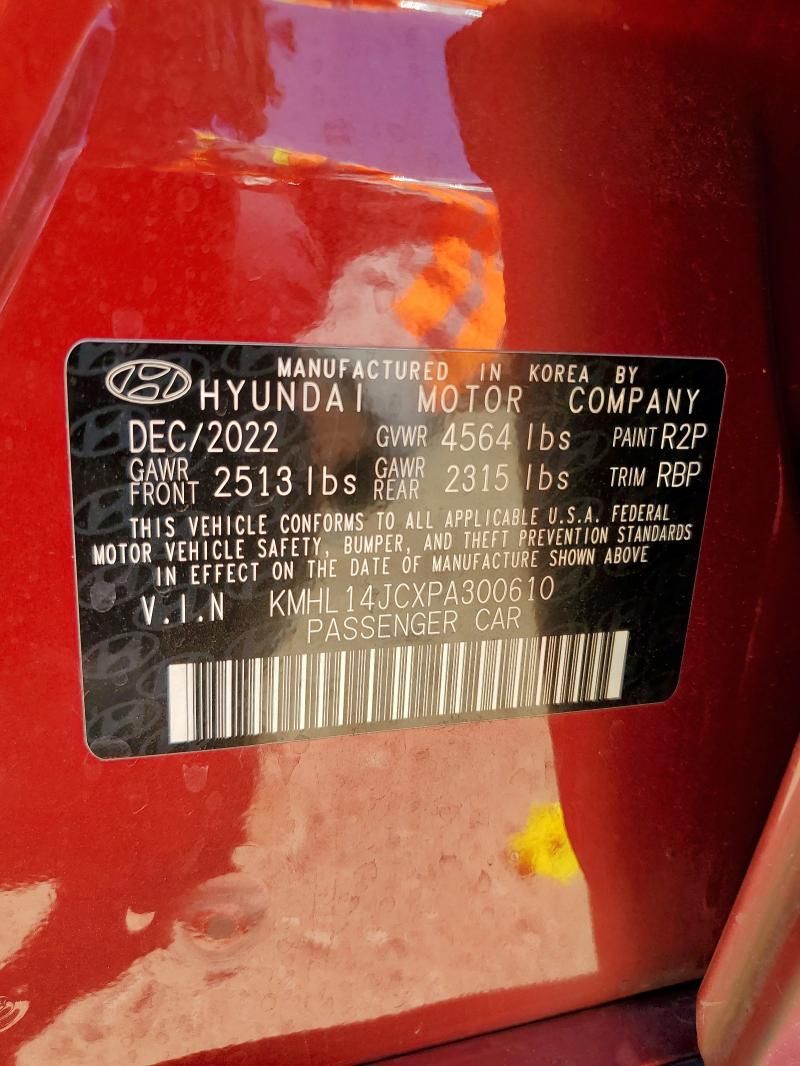 MANUFACTURED IN KOREA BY
HYUNDAI MOTOR COMPANY
DEC/2022 GVWR 4564 lbs PAINT R2P
GAWR FRONT 2513 lbs GAWR REAR 2315 lbs TRIM RBP
THIS VEHICLE CONFORMS TO ALL APPLICABLE U.S.A. FEDERAL
MOTOR VEHICLE SAFETY, BUMPER, AND THEFT PREVENTION STANDARDS
IN EFFECT ON THE DATE OF MANUFACTURE SHOWN ABOVE
V.I.N KMHL14JCXPA300610
PASSENGER CAR